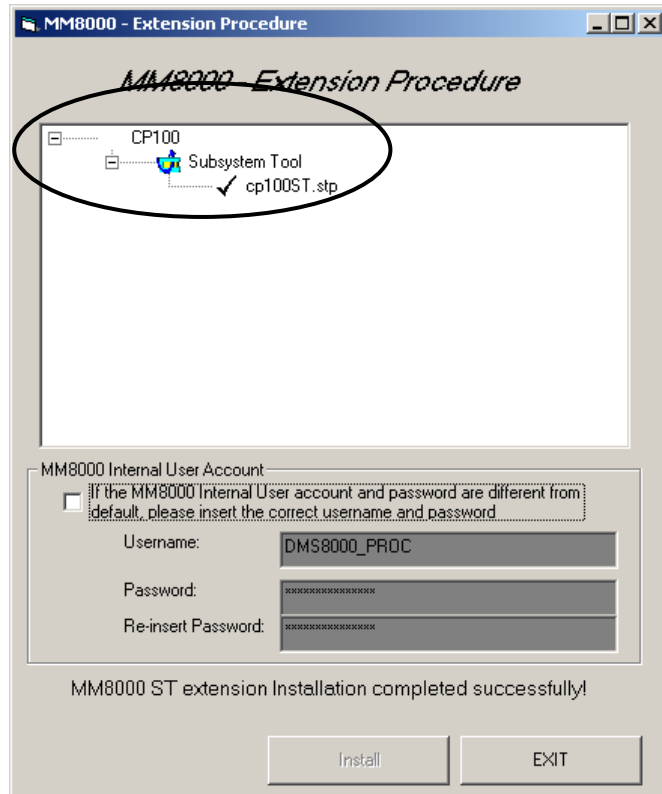 MM8000 - Extension Procedure
MM8000 - Extension Procedure
CP100
Subsystem Tool
cp100ST.stp
MM8000 Internal User Account
If the MM8000 Internal User account and password are different from
default, please insert the correct username and password
Username:
DMS8000_PROC
Password:
***************
Re-insert Password:
***************
MM8000 ST extension Installation completed successfully!
Install
EXIT